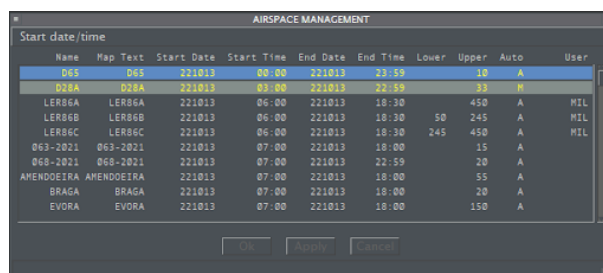 AIRSPACE MANAGEMENT
Start date/time
Name Map Text Start Date Start Time End Date End Time Lower Upper Auto User
D65 D65 221013 00:00 221013 23:59 10 A
D28A D28A 221013 03:00 221013 22:59 33 M
LER86A LER86A 221013 06:00 221013 18:30 450 A MIL
LER86B LER86B 221013 06:00 221013 18:30 50 245 A MIL
LER86C LER86C 221013 06:00 221013 18:30 245 450 A MIL
063-2021 063-2021 221013 07:00 221013 18:00 15 A
068-2021 068-2021 221013 07:00 221013 22:59 20 A
AMENDOEIRA AMENDOEIRA 221013 07:00 221013 18:00 55 A
BRAGA BRAGA 221013 07:00 221013 18:00 20 A
EVORA EVORA 221013 07:00 221013 18:00 150 A
Ok Apply Cancel